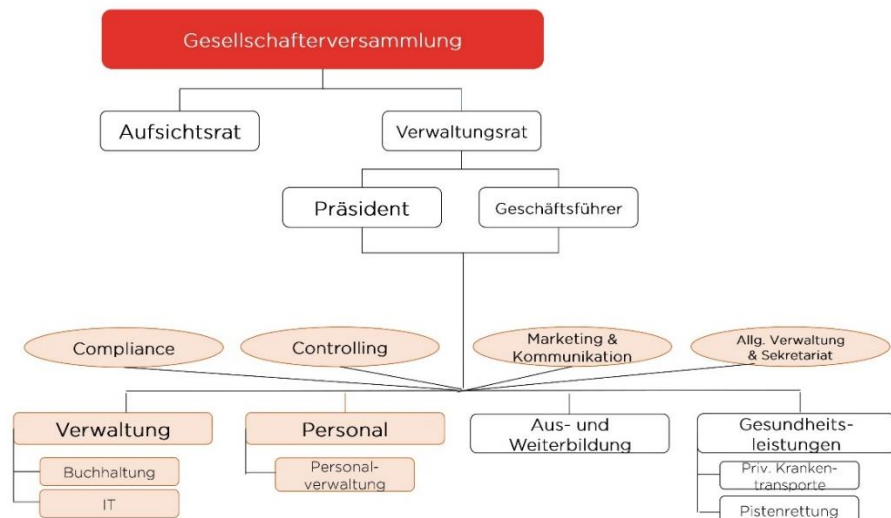 Gesellschafterversammlung
Aufsichtsrat
Verwaltungsrat
Präsident
Geschäftsführer
Compliance
Controlling
Marketing &
Kommunikation
Allg. Verwaltung
& Sekretariat
Verwaltung
Personal
Aus- und
Weiterbildung
Gesundheits-
leistungen
Buchhaltung
IT
Personal-
verwaltung
Priv. Kranken-
transporte
Pistenrettung